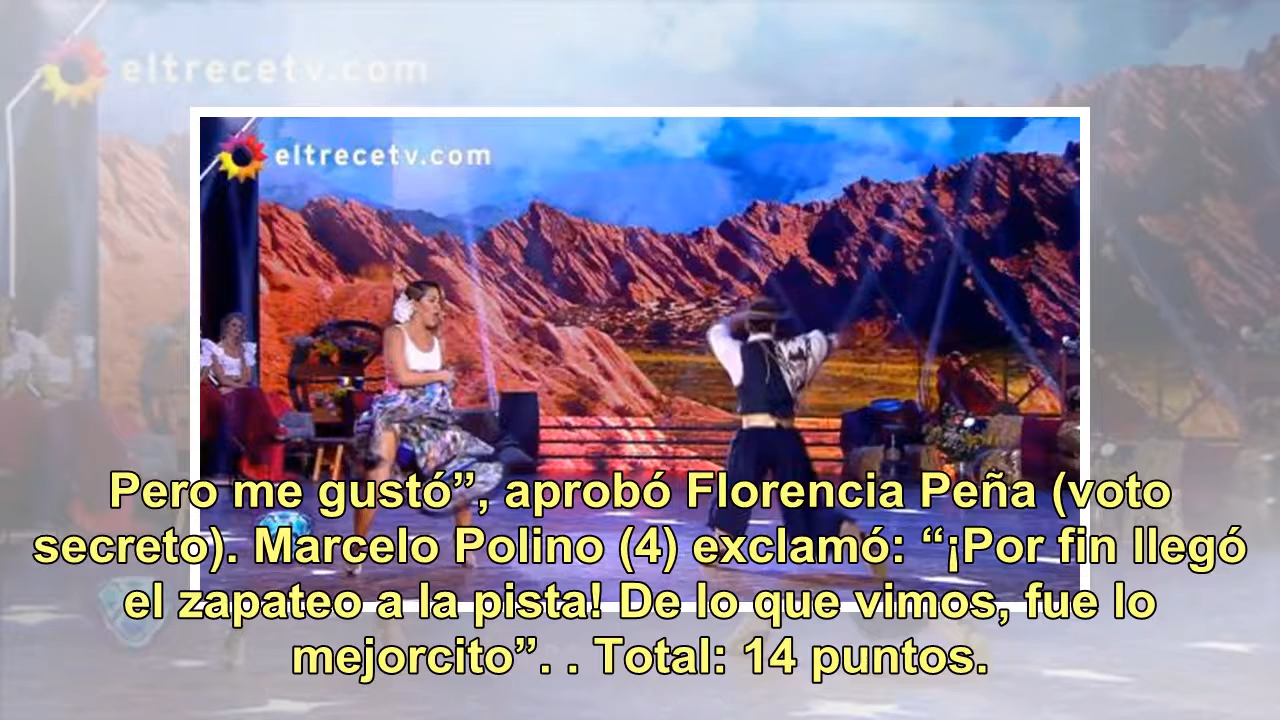 eltrecetv.com
eltrecetv.com
Pero me gustó”, aprobó Florencia Peña (voto
secreto). Marcelo Polino (4) exclamó: “¡Por fin llegó
el zapateo a la pista! De lo que vimos, fue lo
mejorcito”. . Total: 14 puntos.